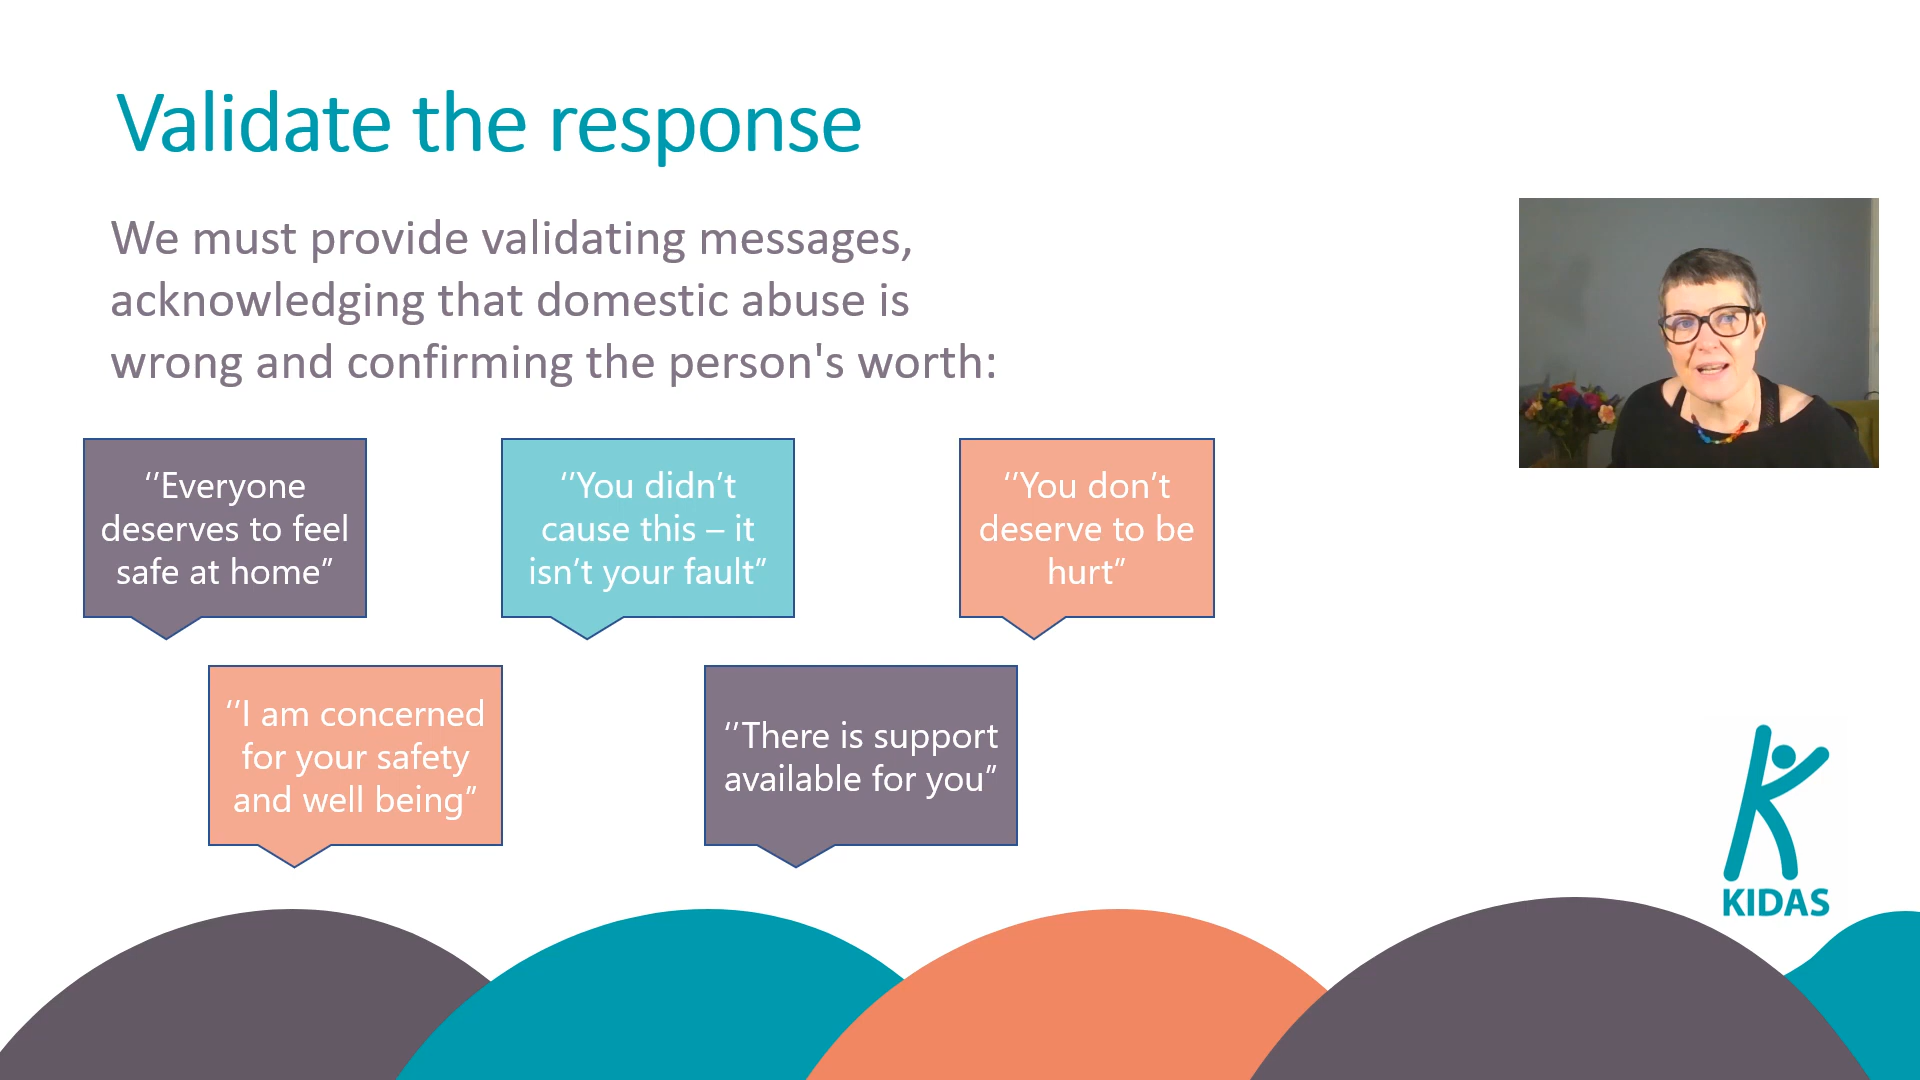 Validate the response
We must provide validating messages,
acknowledging that domestic abuse is
wrong and confirming the person's worth:
‘’Everyone
deserves to feel
safe at home”
‘’You didn’t
cause this – it
isn’t your fault”
‘’You don’t
deserve to be
hurt”
‘’I am concerned
for your safety
and well being”
‘’There is support
available for you”
KIDAS